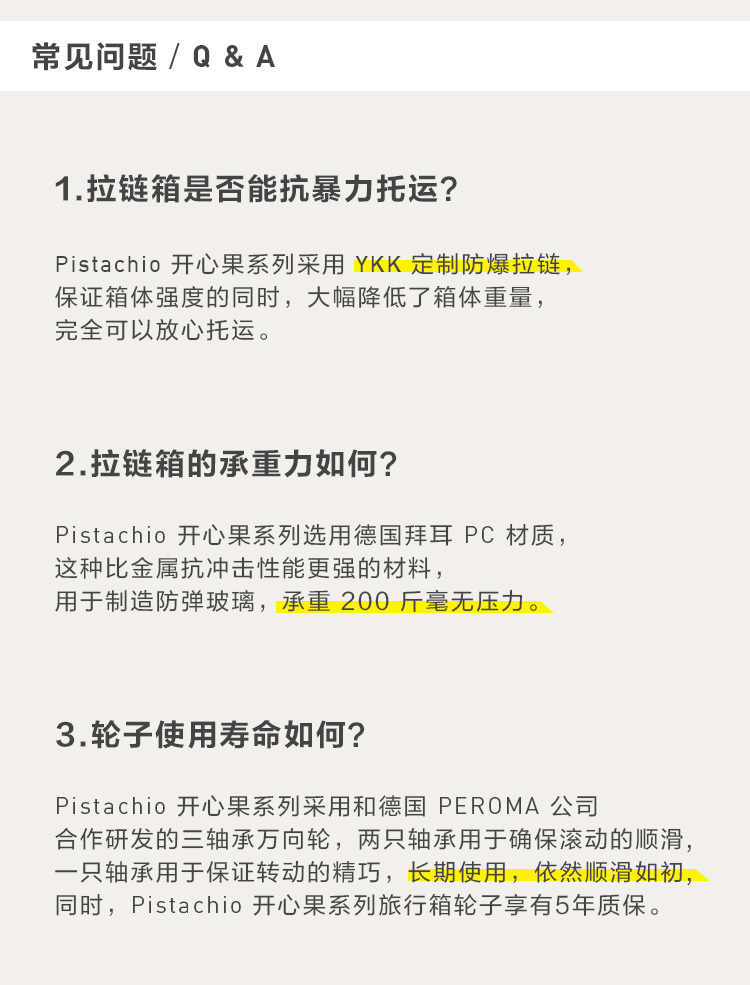 常见问题 / Q & A
1.拉链箱是否能抗暴力托运?
Pistachio 开心果系列采用 YKK 定制防爆拉链，
保证箱体强度的同时，大幅降低了箱体重量，
完全可以放心托运。
2.拉链箱的承重力如何?
Pistachio 开心果系列选用德国拜耳 PC 材质，
这种比金属抗冲击性能更强的材料，
用于制造防弹玻璃，承重 200 斤毫无压力。
3.轮子使用寿命如何?
Pistachio 开心果系列采用和德国 PEROMA 公司
合作研发的三轴承万向轮，两只轴承用于确保滚动的顺滑，
一只轴承用于保证转动的精巧，长期使用，依然顺滑如初，
同时，Pistachio 开心果系列旅行箱轮子享有5年质保。